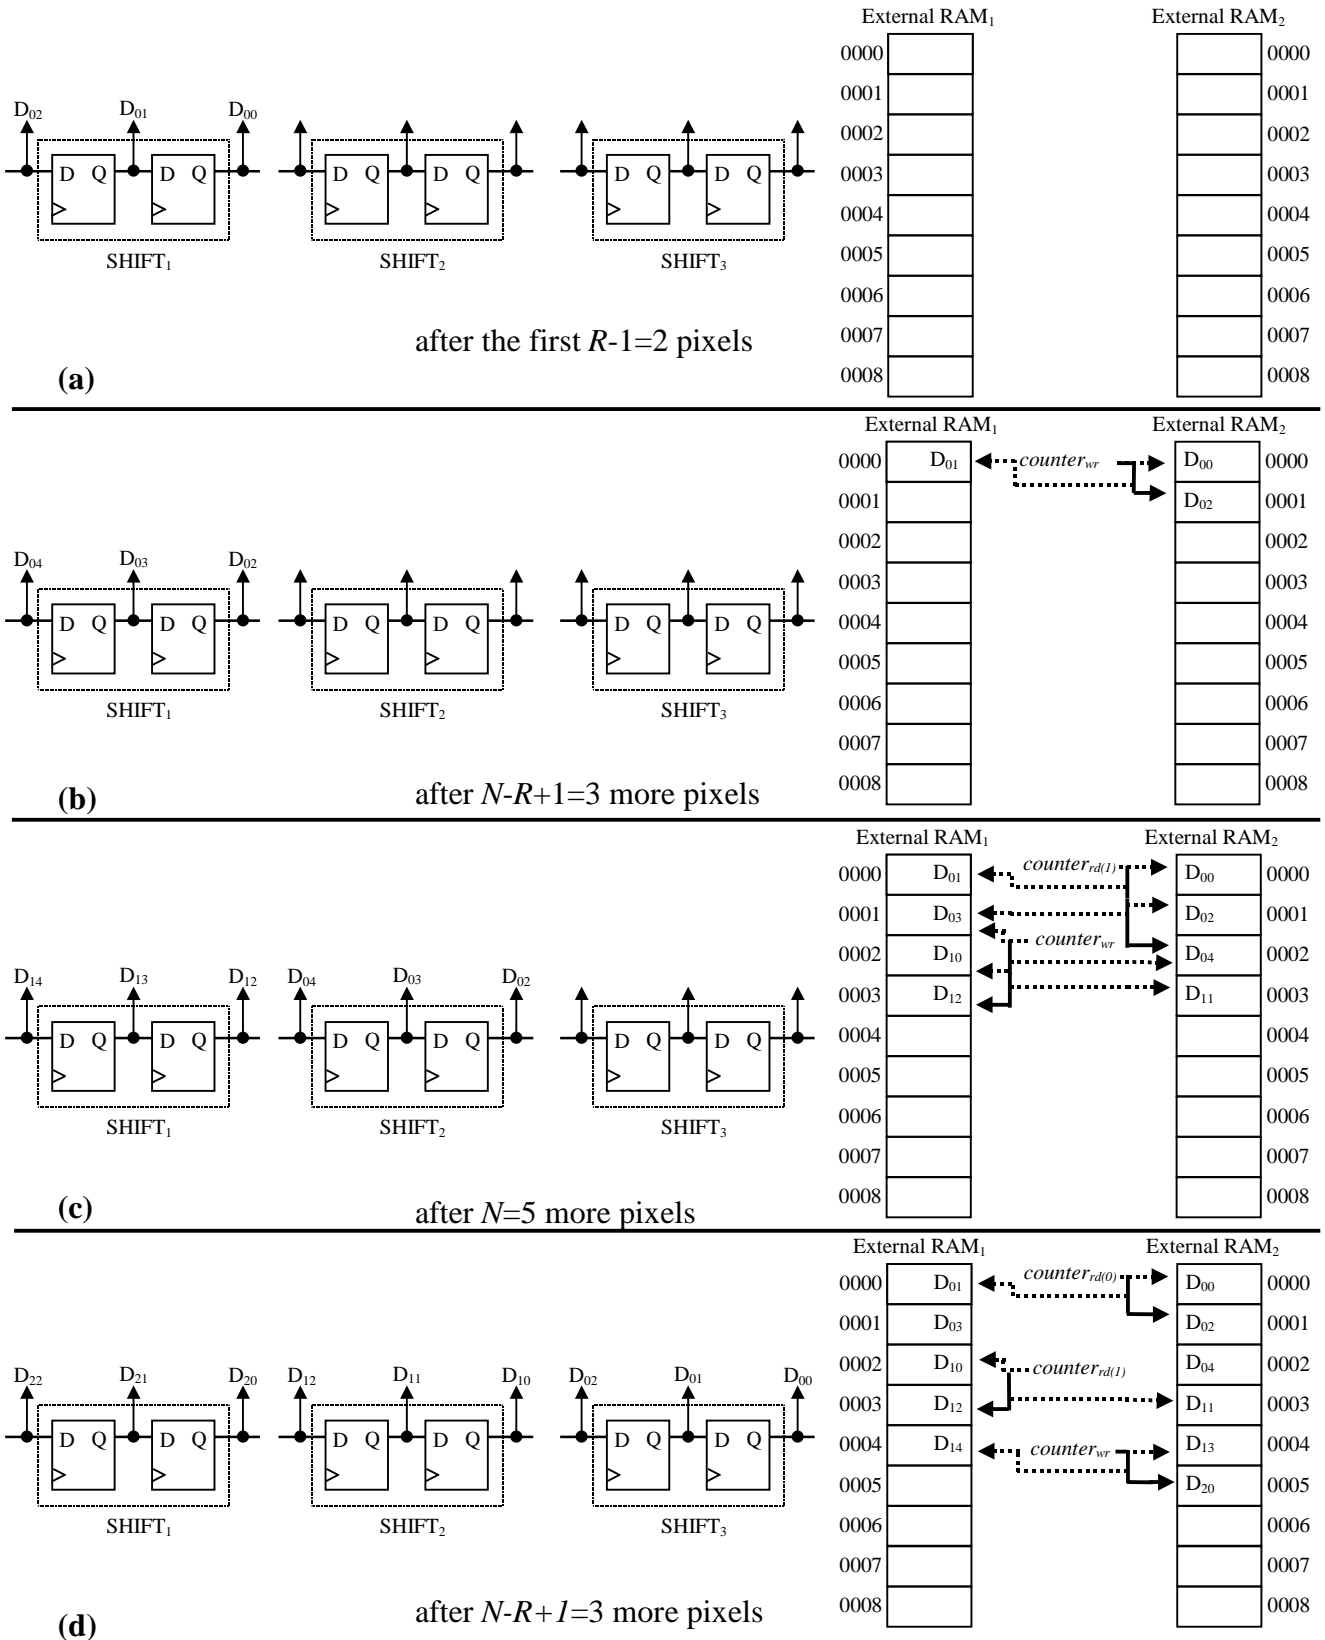 External RAM1 External RAM2
0000 0000
0001 0001
D02 D01 D00
0002 0002
D Q D Q D Q D Q D Q
0003 0003
0004 0004
SHIFT1 SHIFT2 SHIFT3
0005 0005
0006 0006
after the first R-1=2 pixels
0007 0007
(a)
0008 0008
External RAM1 External RAM2
0000 D01 counterwr D00 0000
0001 D02 0001
0002 0002
D04 D03 D02
0003 0003
D Q D Q D Q D Q D Q
0004 0004
0005 0005
SHIFT1 SHIFT2 SHIFT3
0006 0006
0007 0007
0008 0008
(b) after N-R+1=3 more pixels
External RAM1 External RAM2
0000 D01 counterrd(1) D00 0000
0001 D03 D02 0001
counterwr
0002 D10 D04 0002
D14 D13 D12 D04 D03 D02
0003 D12 D11 0003
D Q D Q D Q D Q D Q
0004 0004
0005 0005
0006 0006
SHIFT1 SHIFT2 SHIFT3
0007 0007
0008 0008
(c) after N=5 more pixels
External RAM1 External RAM2
0000 D01 counterrd(0) D00 0000
0001 D03 D02 0001
0002 D10 counterrd(1) D04 0002
D22 D21 D20 D12 D11 D10 D02 D01 D00
0003 D12 D11 0003
D Q D Q D Q D Q D Q
0004 D14 counterwr D13 0004
0005 D20 0005
0006 0006
SHIFT1 SHIFT2 SHIFT3
0007 0007
0008 0008
(d) after N-R+1=3 more pixels